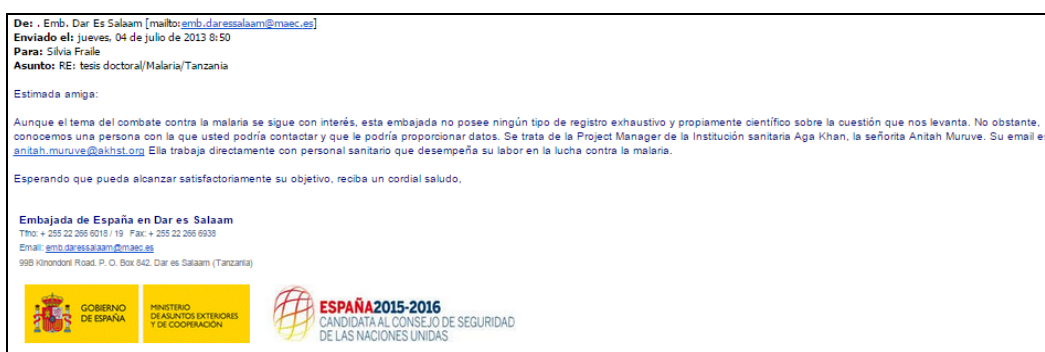 De: . Emb. Dar Es Salaam [mailto:emb.daressalaam@maec.es]
Enviado el: jueves, 04 de julio de 2013 8:50
Para: Silvia Fraile
Asunto: RE: tesis doctoral/Malaria/Tanzania
Estimada amiga:
Aunque el tema del combate contra la malaria se sigue con interés, esta embajada no posee ningún tipo de registro exhaustivo y propiamente científico sobre la cuestión que nos levanta. No obstante,
conocemos una persona con la que usted podría contactar y que le podría proporcionar datos. Se trata de la Project Manager de la Institución sanitaria Aga Khan, la señorita Anitah Muruve. Su email es
anitah.muruve@akhst.org Ella trabaja directamente con personal sanitario que desempeña su labor en la lucha contra la malaria.
Esperando que pueda alcanzar satisfactoriamente su objetivo, reciba un cordial saludo,
Embajada de España en Dar es Salaam
Tfno: + 255 22 266 6018 / 19 Fax: + 255 22 266 6938
Email: emb.daressalaam@maec.es
99B Kinondoni Road. P. O. Box 842. Dar es Salaam (Tanzania)
GOBIERNO DE ESPAÑA
MINISTERIO DE ASUNTOS EXTERIORES Y DE COOPERACIÓN
ESPAÑA2015-2016
CANDIDATA AL CONSEJO DE SEGURIDAD
DE LAS NACIONES UNIDAS